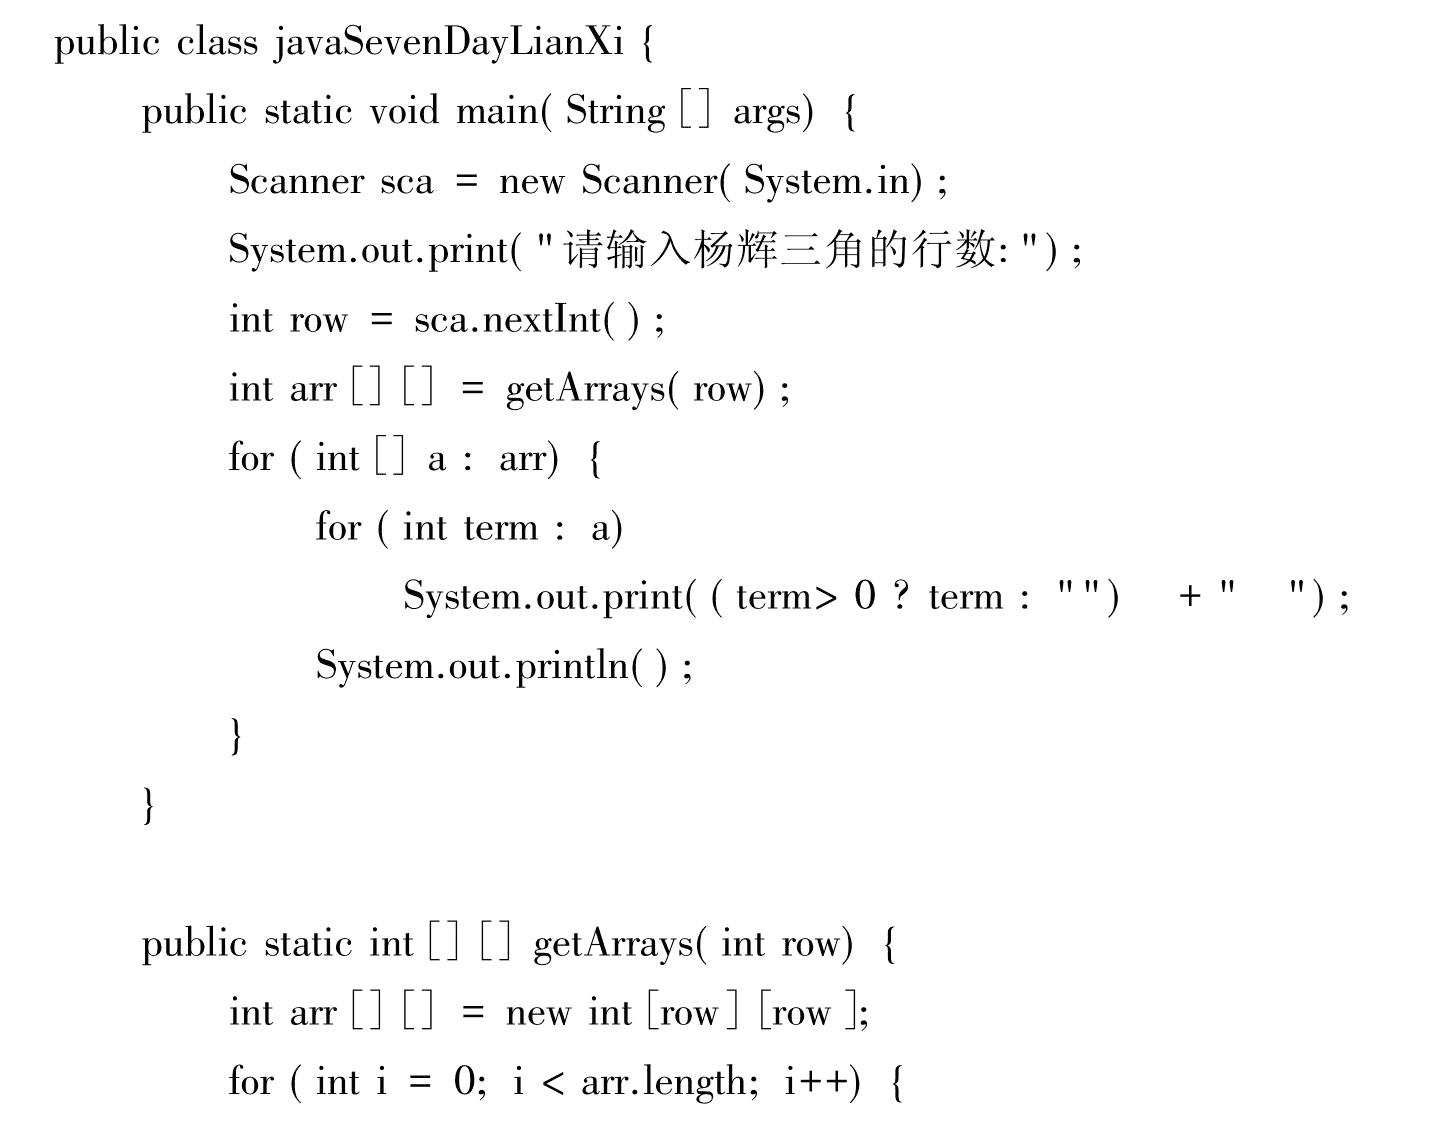 public class javaSevenDayLianXi {
public static void main( String[] args) {
Scanner sca = new Scanner( System.in) ;
System.out.print( "请输入杨辉三角的行数: ") ;
int row = sca.nextInt( ) ;
int arr[][] = getArrays( row) ;
for ( int[] a : arr) {
for ( int term : a)
System.out.print( ( term> 0 ? term : "")  + "  ") ;
System.out.println( ) ;
}
}
public static int[][] getArrays( int row) {
int arr[][] = new int[row][row ];
for ( int i = 0; i < arr.length; i++) {